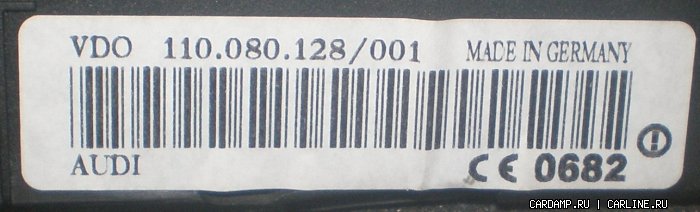 VDO 110.080.128/001 MADE IN GERMANY
AUDI CE 0682
CARDAMP.RU | CARLINE.RU